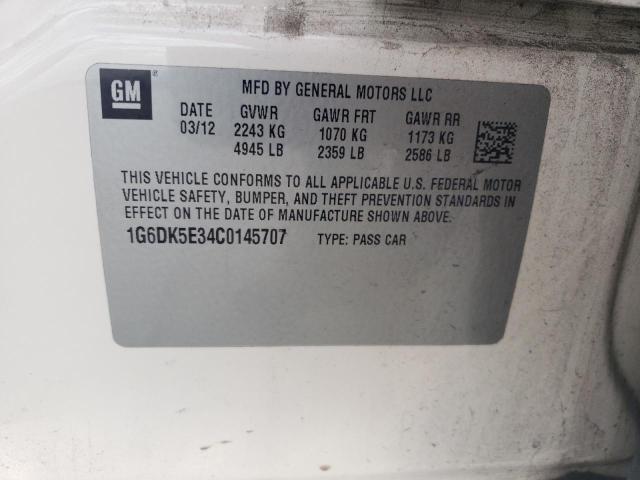 GM
MFD BY GENERAL MOTORS LLC
DATE GVWR GAWR FRT GAWR RR
03/12 2243 KG 1070 KG 1173 KG
4945 LB 2359 LB 2586 LB
THIS VEHICLE CONFORMS TO ALL APPLICABLE U.S. FEDERAL MOTOR
VEHICLE SAFETY, BUMPER, AND THEFT PREVENTION STANDARDS IN
EFFECT ON THE DATE OF MANUFACTURE SHOWN ABOVE.
1G6DK5E34C0145707 TYPE: PASS CAR